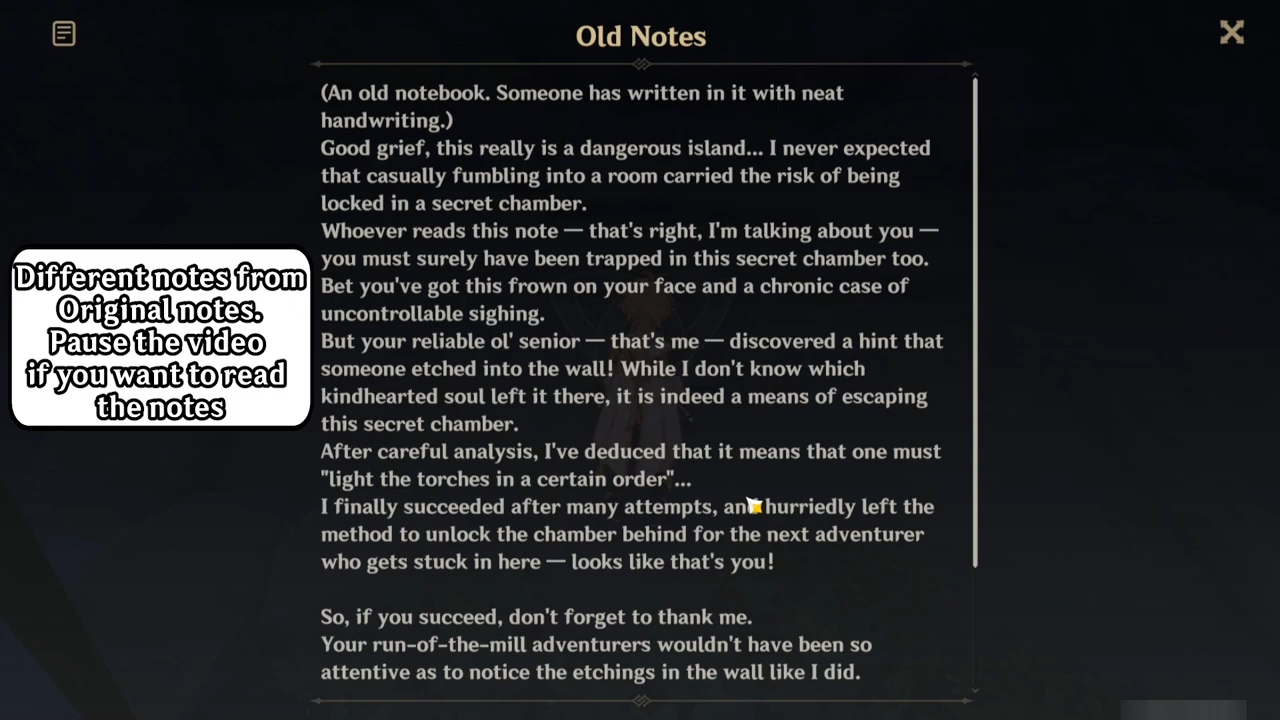 Old Notes
(An old notebook. Someone has written in it with neat
handwriting.)
Good grief, this really is a dangerous island... I never expected
that casually fumbling into a room carried the risk of being
locked in a secret chamber.
Whoever reads this note — that's right, I'm talking about you —
you must surely have been trapped in this secret chamber too.
Bet you've got this frown on your face and a chronic case of
uncontrollable sighing.
But your reliable ol' senior — that's me — discovered a hint that
someone etched into the wall! While I don't know which
kindhearted soul left it there, it is indeed a means of escaping
this secret chamber.
After careful analysis, I've deduced that it means that one must
"light the torches in a certain order"...
I finally succeeded after many attempts, and hurriedly left the
method to unlock the chamber behind for the next adventurer
who gets stuck in here — looks like that's you!
So, if you succeed, don't forget to thank me.
Your run-of-the-mill adventurers wouldn't have been so
attentive as to notice the etchings in the wall like I did.
Different notes from
Original notes.
Pause the video
if you want to read
the notes